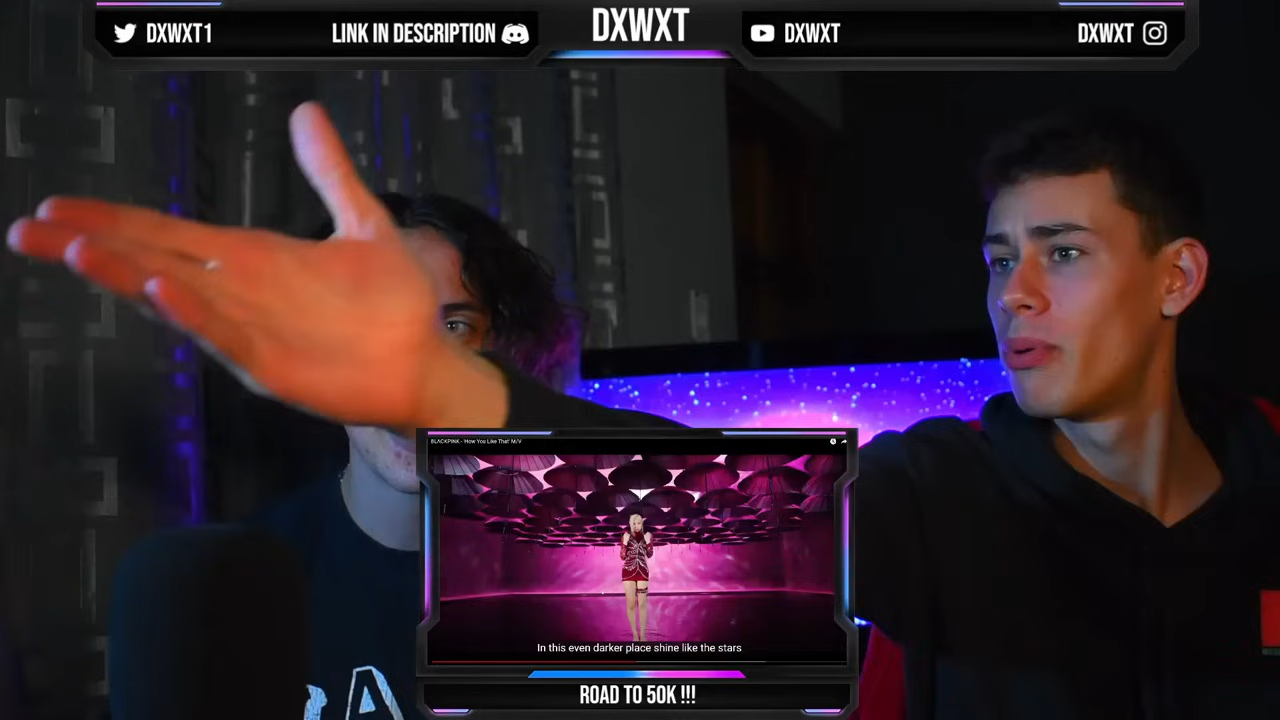 DXWXT1
LINK IN DESCRIPTION
DXWXT
DXWXT
DXWXT
BLACKPINK - 'How You Like That' M/V
In this even darker place shine like the stars
ROAD TO 50K !!!